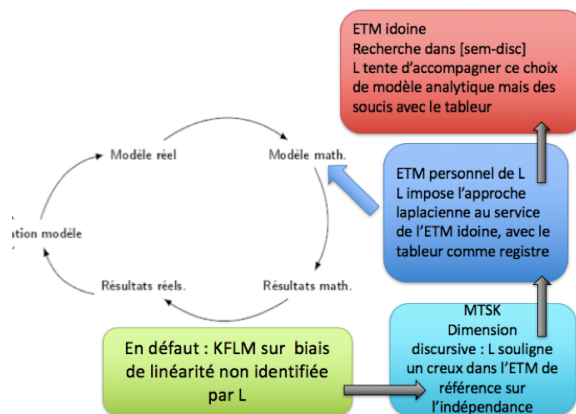 ETM idoine
Recherche dans [sem-disc]
L tente d'accompagner ce choix
de modèle analytique mais des
soucis avec le tableur
Modèle réel
Modèle math.
ETM personnel de L
L impose l'approche
laplacienne au service
de l'ETM idoine, avec le
tableur comme registre
ation modèle
Résultats réels.
Résultats math.
En défaut : KFLM sur biais
de linéarité non identifiée
par L
MTSK
Dimension
discursive : L souligne
un creux dans l'ETM de
référence sur
l'indépendance